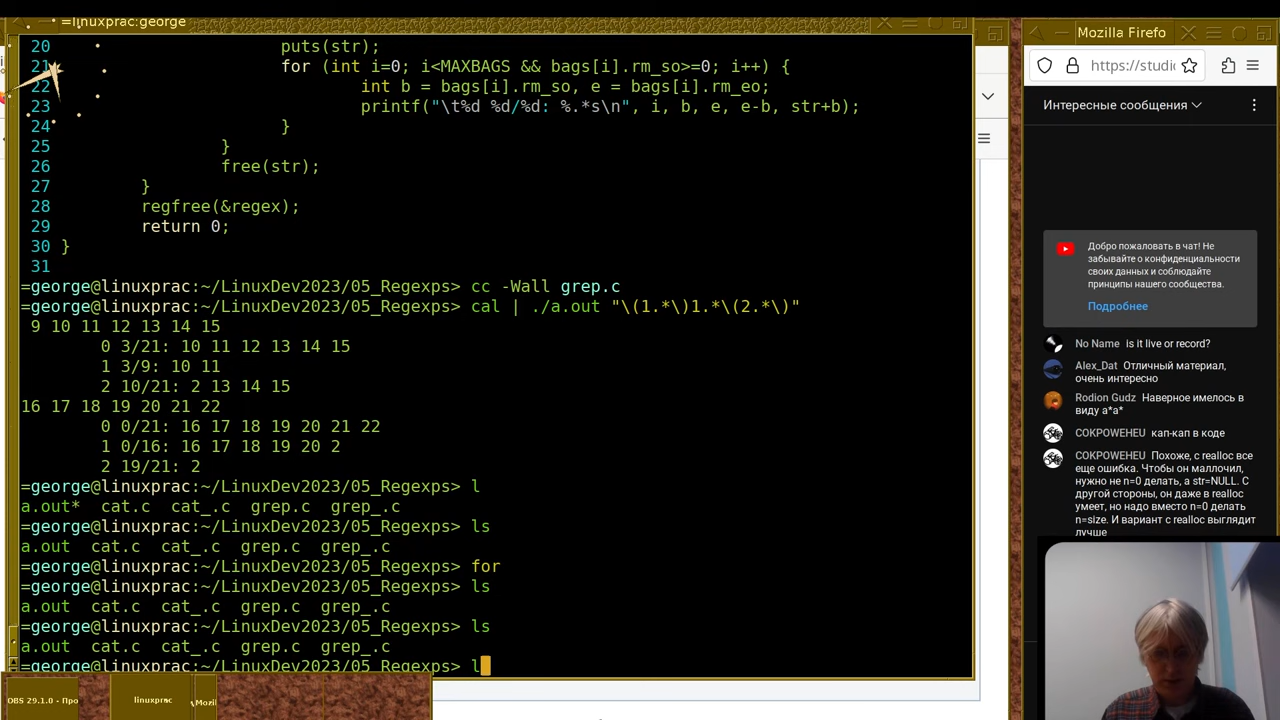 =linuxprac:george
20 puts(str);
21 for (int i=0; i<MAXBAGS && bags[i].rm_so>=0; i++) {
22 int b = bags[i].rm_so, e = bags[i].rm_eo;
23 printf("\t%d %d/%d: %.*s\n", i, b, e, e-b, str+b);
24 }
25 }
26 free(str);
27 }
28 regfree(&regex);
29 return 0;
30 }
31
=george@linuxprac:~/LinuxDev2023/05_Regexps> cc -Wall grep.c
=george@linuxprac:~/LinuxDev2023/05_Regexps> cal | ./a.out "\(1.*\)1.*\(2.*\)"
9 10 11 12 13 14 15
0 3/21: 10 11 12 13 14 15
1 3/9: 10 11
2 10/21: 2 13 14 15
16 17 18 19 20 21 22
0 0/21: 16 17 18 19 20 21 22
1 0/16: 16 17 18 19 20 2
2 19/21: 2
=george@linuxprac:~/LinuxDev2023/05_Regexps> l
a.out* cat.c cat_.c grep.c grep_.c
=george@linuxprac:~/LinuxDev2023/05_Regexps> ls
a.out cat.c cat_.c grep.c grep_.c
=george@linuxprac:~/LinuxDev2023/05_Regexps> for
=george@linuxprac:~/LinuxDev2023/05_Regexps> ls
a.out cat.c cat_.c grep.c grep_.c
=george@linuxprac:~/LinuxDev2023/05_Regexps> ls
a.out cat.c cat_.c grep.c grep_.c
=george@linuxprac:~/LinuxDev2023/05_Regexps> l
DBS 29.1.0 - Про
linuxprac
Mozil
Mozilla Firefo
https://studi
Интересные сообщения
Добро пожаловать в чат! Не
забывайте о конфиденциальности
своих данных и соблюдайте
принципы нашего сообщества.
Подробнее
No Name is it live or record?
Alex_Dat Отличный материал,
очень интересно
Rodion Gudz Наверное имелось в
виду a*a*
COKPOWEHEU кап-кап в коде
COKPOWEHEU Похоже, с realloc все
еще ошибка. Чтобы он маллочил,
нужно не n=0 делать, а str=NULL. С
другой стороны, он даже в realloc
умеет, но надо вместо n=0 делать
n=size. И вариант с realloc выглядит
лучше